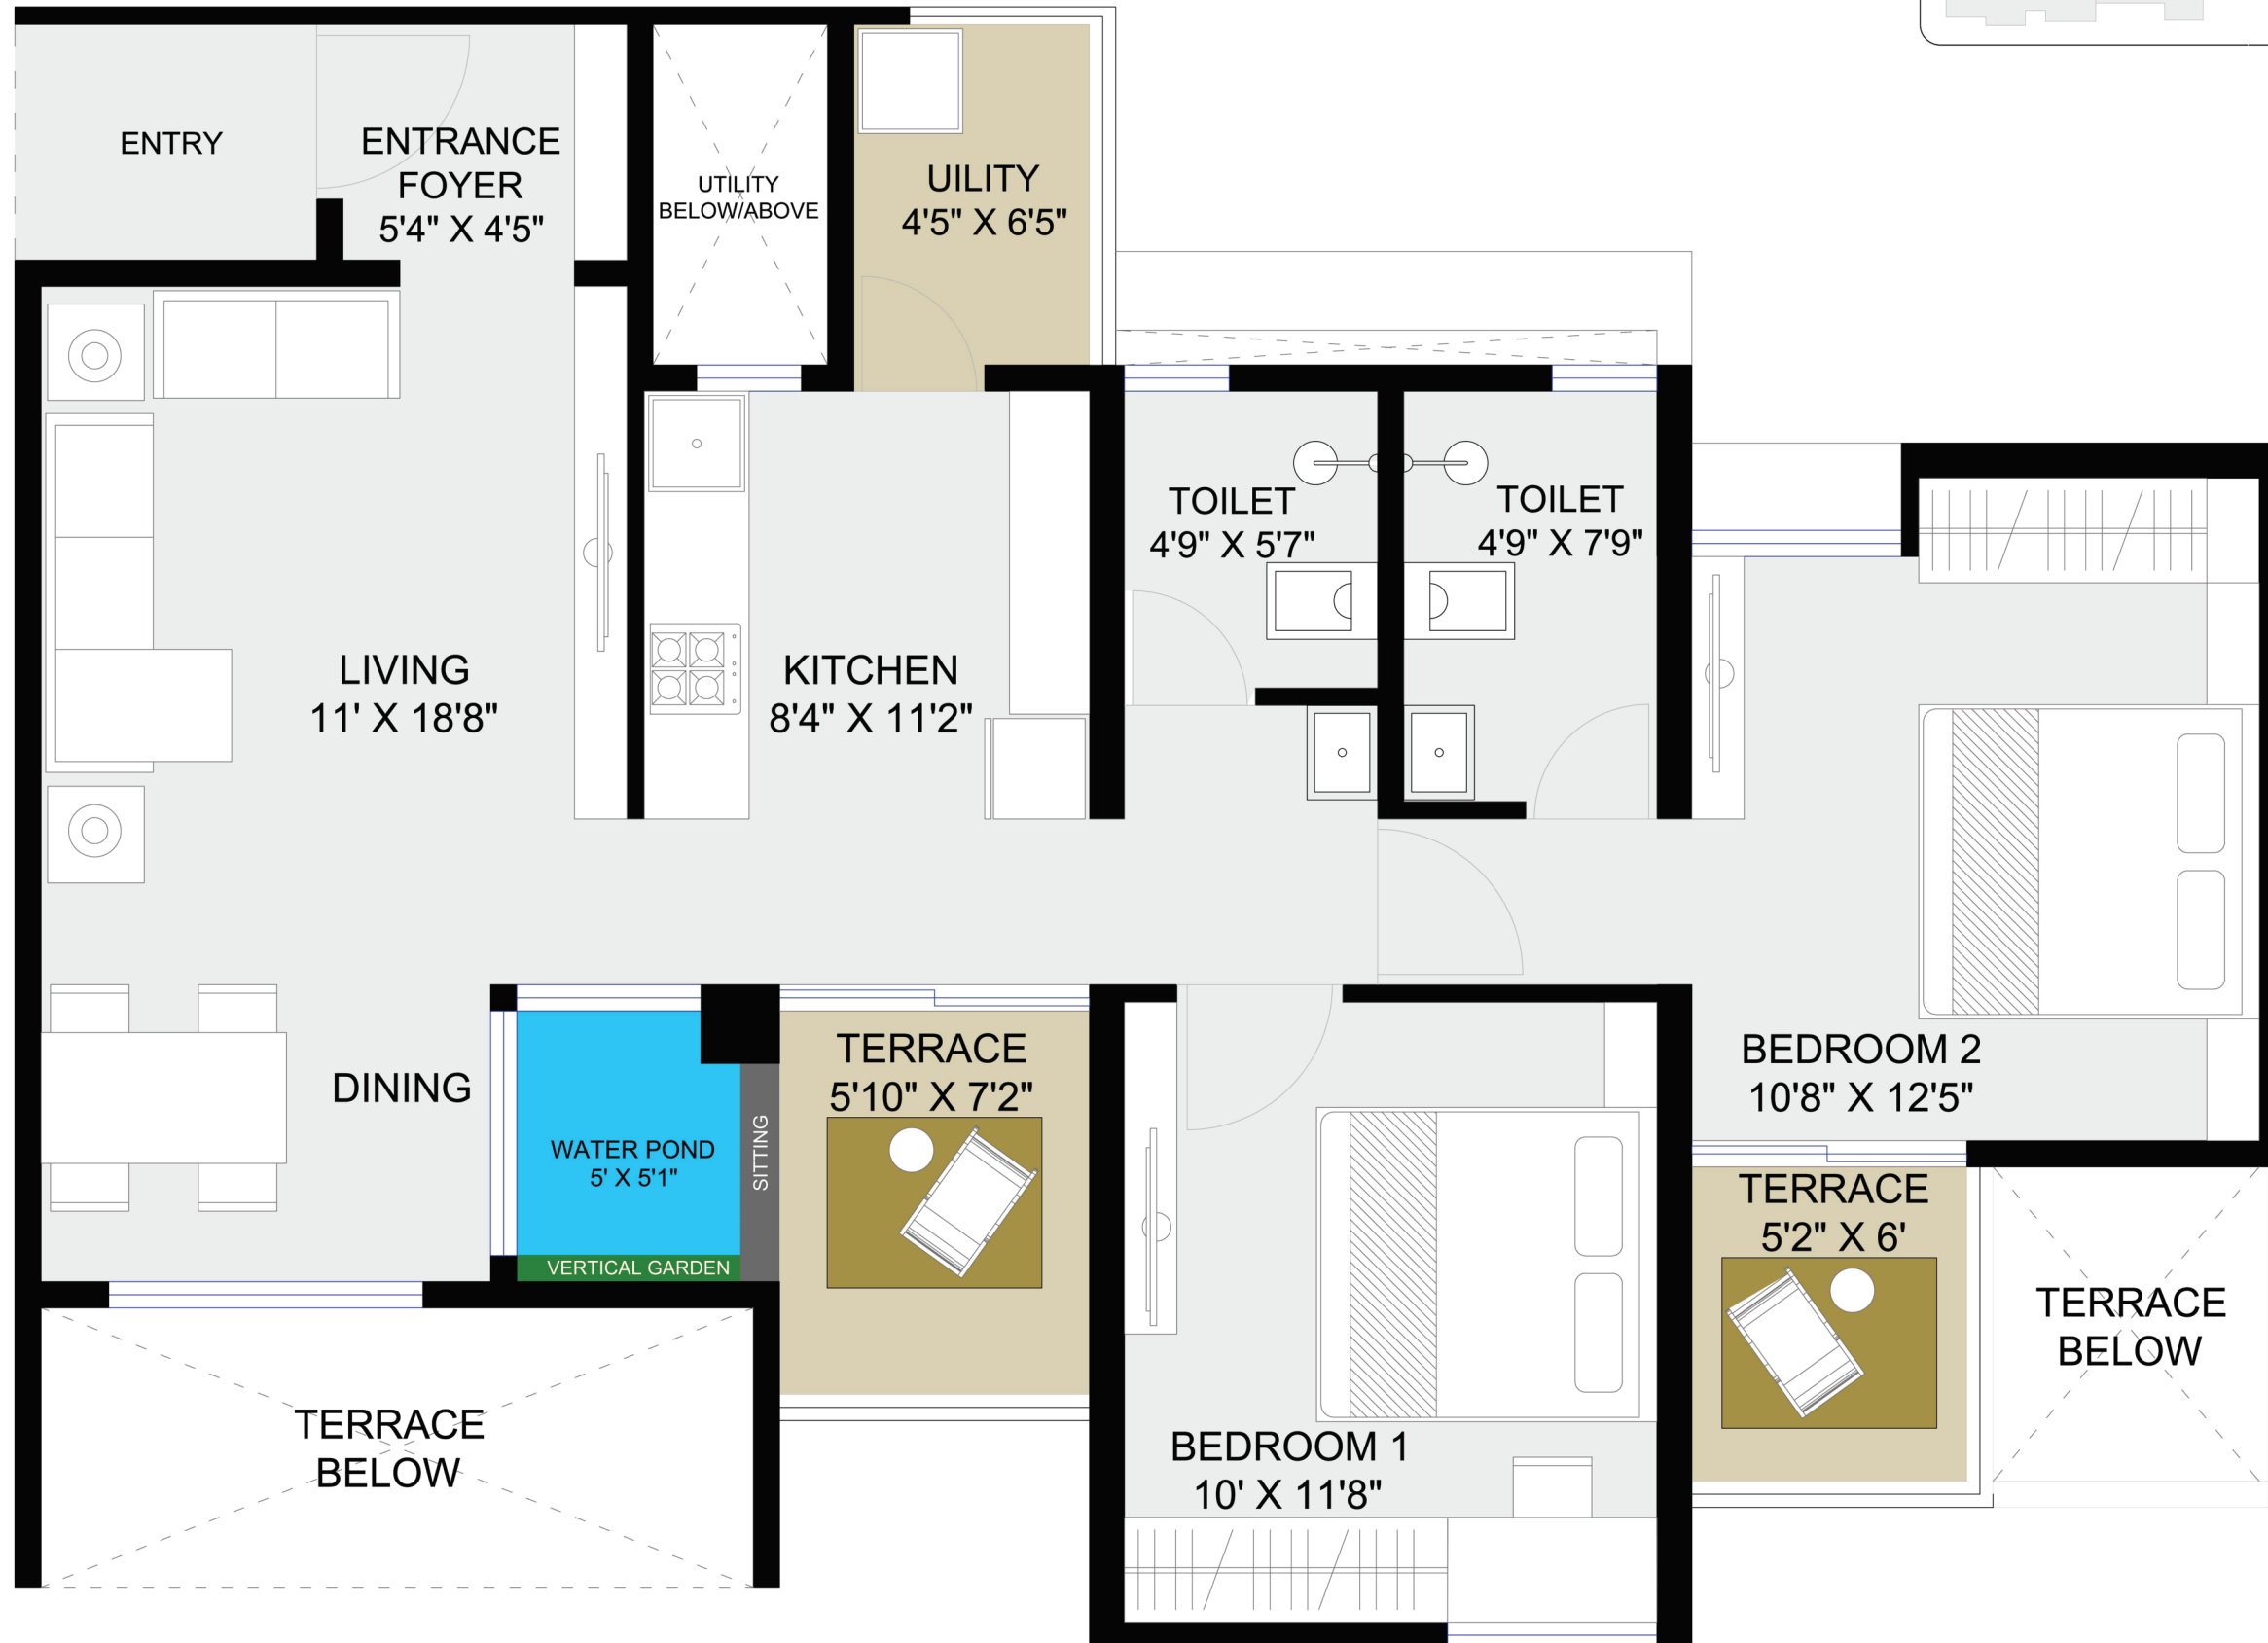 ENTRY
ENTRANCE
FOYER
5'4" X 4'5"
UTILITY
BELOW/ABOVE
UILITY
4'5" X 6'5"
TOILET
4'9" X 5'7"
TOILET
4'9" X 7'9"
LIVING
11' X 18'8"
KITCHEN
8'4" X 11'2"
BEDROOM 2
10'8" X 12'5"
DINING
WATER POND
5' X 5'1"
SITTING
VERTICAL GARDEN
TERRACE
5'10" X 7'2"
TERRACE
5'2" X 6'
TERRACE
BELOW
TERRACE
BELOW
BEDROOM 1
10' X 11'8"